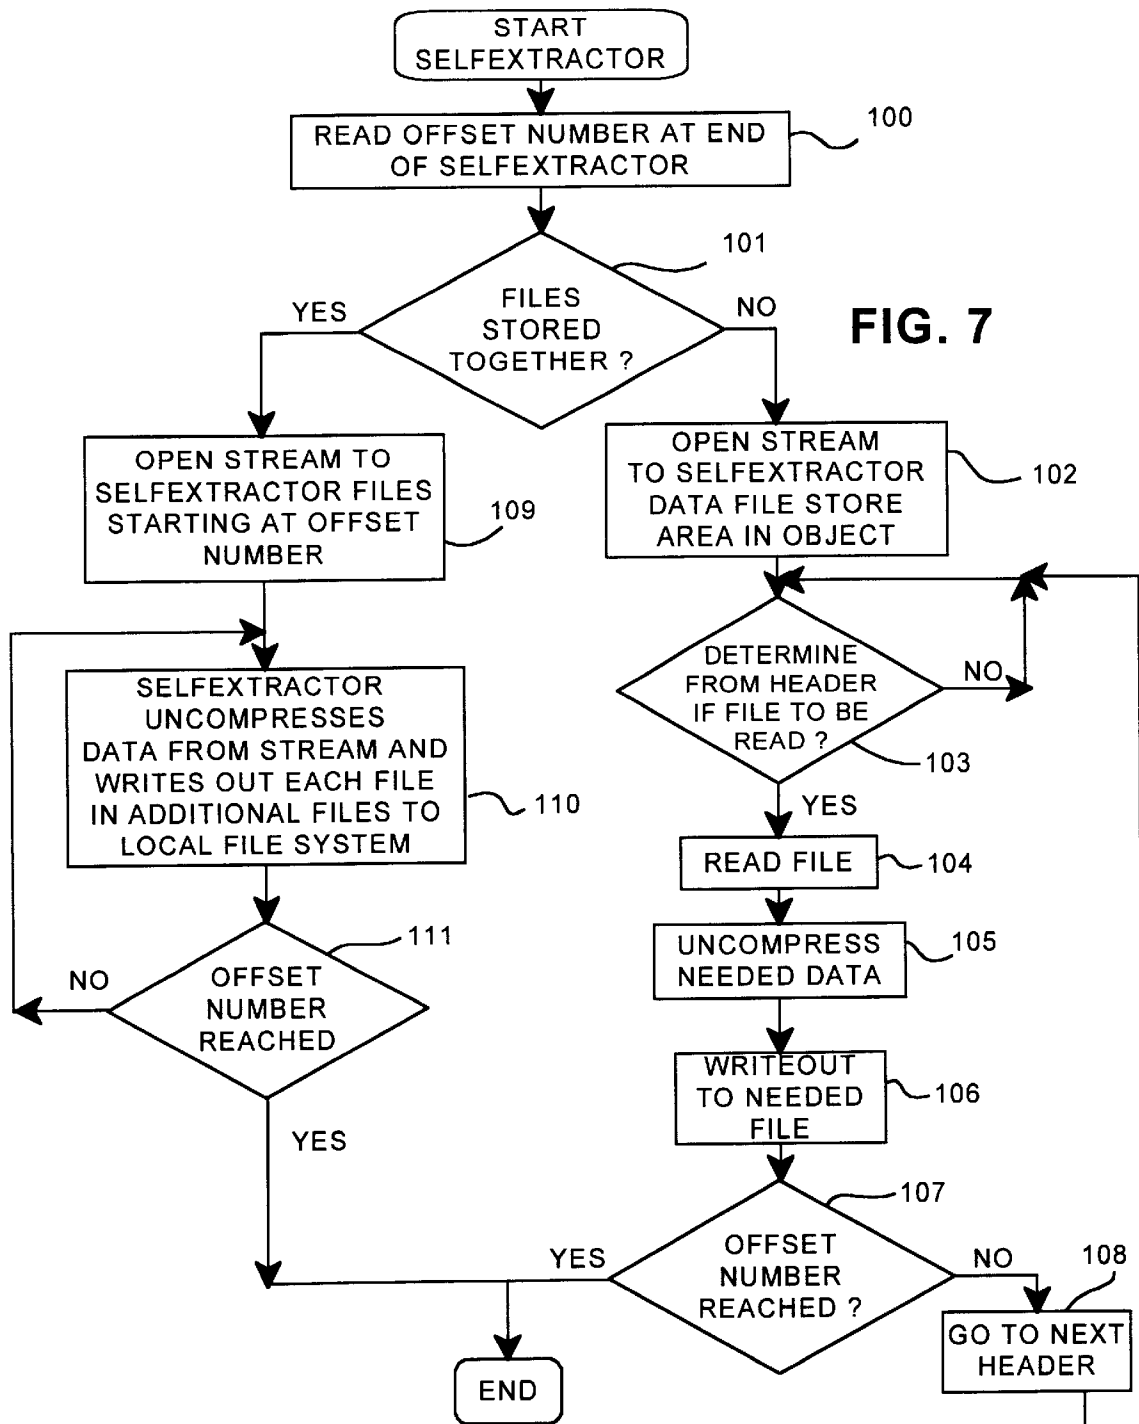 START
SELFEXTRACTOR
READ OFFSET NUMBER AT END
OF SELFEXTRACTOR
100
101
FILES
STORED
TOGETHER ?
YES
NO
FIG. 7
OPEN STREAM TO
SELFEXTRACTOR FILES
STARTING AT OFFSET
NUMBER
109
OPEN STREAM
TO SELFEXTRACTOR
DATA FILE STORE
AREA IN OBJECT
102
DETERMINE
FROM HEADER
IF FILE TO BE
READ ?
NO
103
YES
SELFEXTRACTOR
UNCOMPRESSES
DATA FROM STREAM AND
WRITES OUT EACH FILE
IN ADDITIONAL FILES TO
LOCAL FILE SYSTEM
110
READ FILE
104
UNCOMPRESS
NEEDED DATA
105
111
OFFSET
NUMBER
REACHED
NO
YES
WRITEOUT
TO NEEDED
FILE
106
107
OFFSET
NUMBER
REACHED ?
YES
NO
108
GO TO NEXT
HEADER
END